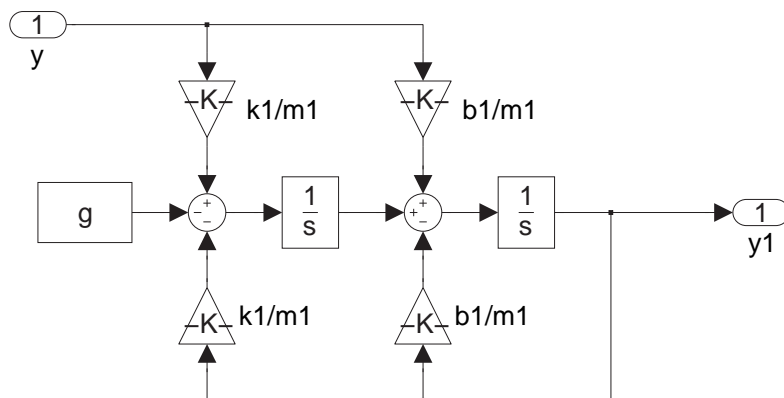 1
y
-K-
k1/m1
-K-
b1/m1
g
-
+
-
1
s
+
+
-
1
s
1
y1
-K-
k1/m1
-K-
b1/m1